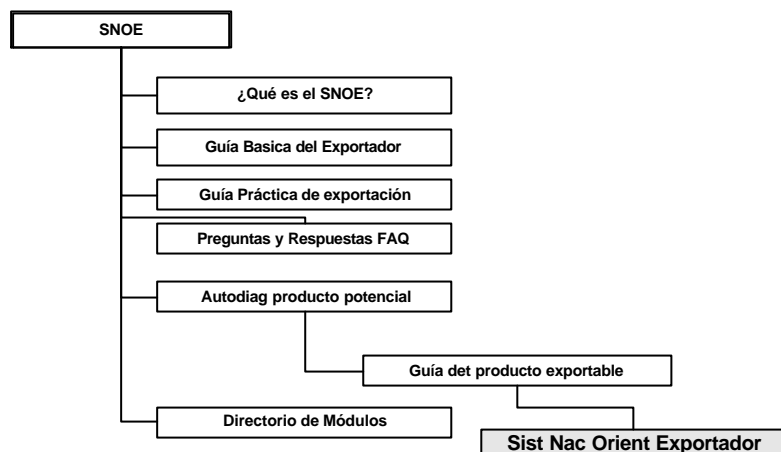 SNOE
¿Qué es el SNOE?
Guía Basica del Exportador
Guía Práctica de exportación
Preguntas y Respuestas FAQ
Autodiag producto potencial
Guía det producto exportable
Directorio de Módulos
Sist Nac Orient Exportador